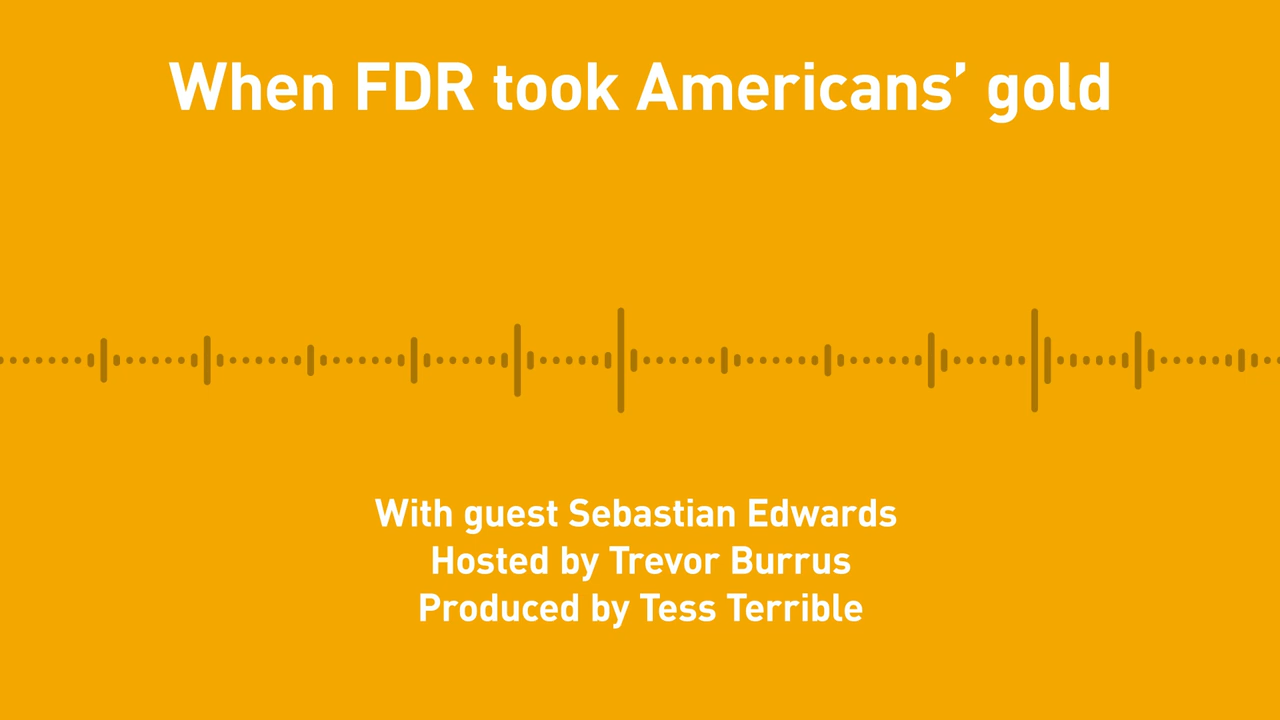 When FDR took Americans’ gold
With guest Sebastian Edwards
Hosted by Trevor Burrus
Produced by Tess Terrible